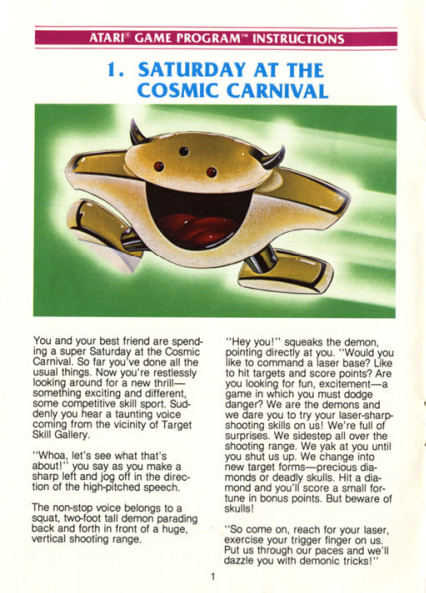 ATARI® GAME PROGRAM™ INSTRUCTIONS
1. SATURDAY AT THE
COSMIC CARNIVAL
You and your best friend are spend-
ing a super Saturday at the Cosmic
Carnival. So far you've done all the
usual things. Now you're restlessly
looking around for a new thrill—
something exciting and different,
some competitive skill sport. Sud-
denly you hear a taunting voice
coming from the vicinity of Target
Skill Gallery.
"Whoa, let's see what that's
about!" you say as you make a
sharp left and jog off in the direc-
tion of the high-pitched speech.
The non-stop voice belongs to a
squat, two-foot tall demon parading
back and forth in front of a huge,
vertical shooting range.
"Hey you!" squeaks the demon,
pointing directly at you. "Would you
like to command a laser base? Like
to hit targets and score points? Are
you looking for fun, excitement—a
game in which you must dodge
danger? We are the demons and
we dare you to try your laser-sharp-
shooting skills on us! We're full of
surprises. We sidestep all over the
shooting range. We yak at you until
you shut us up. We change into
new target forms—precious dia-
monds or deadly skulls. Hit a dia-
mond and you'll score a small for-
tune in bonus points. But beware of
skulls!
"So come on, reach for your laser,
exercise your trigger finger on us.
Put us through our paces and we'll
dazzle you with demonic tricks!"
1